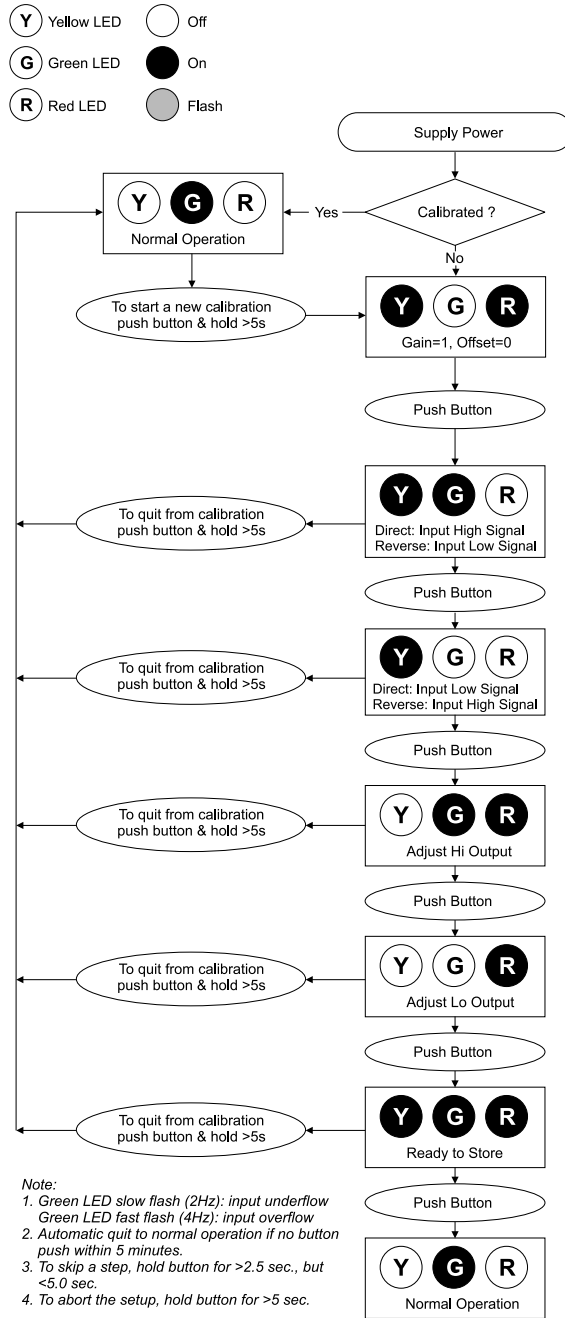 Y Yellow LED Off
G Green LED On
R Red LED Flash
Supply Power
Calibrated ?
Yes
No
Y G R
Normal Operation
To start a new calibration
push button & hold >5s
Y G R
Gain=1, Offset=0
Push Button
Y G R
Direct: Input High Signal
Reverse: Input Low Signal
To quit from calibration
push button & hold >5s
Push Button
Y G R
Direct: Input Low Signal
Reverse: Input High Signal
To quit from calibration
push button & hold >5s
Push Button
Y G R
Adjust Hi Output
To quit from calibration
push button & hold >5s
Push Button
Y G R
Adjust Lo Output
To quit from calibration
push button & hold >5s
Push Button
Y G R
Ready to Store
To quit from calibration
push button & hold >5s
Push Button
Y G R
Normal Operation
Note:
1. Green LED slow flash (2Hz): input underflow
Green LED fast flash (4Hz): input overflow
2. Automatic quit to normal operation if no button
push within 5 minutes.
3. To skip a step, hold button for >2.5 sec., but
<5.0 sec.
4. To abort the setup, hold button for >5 sec.